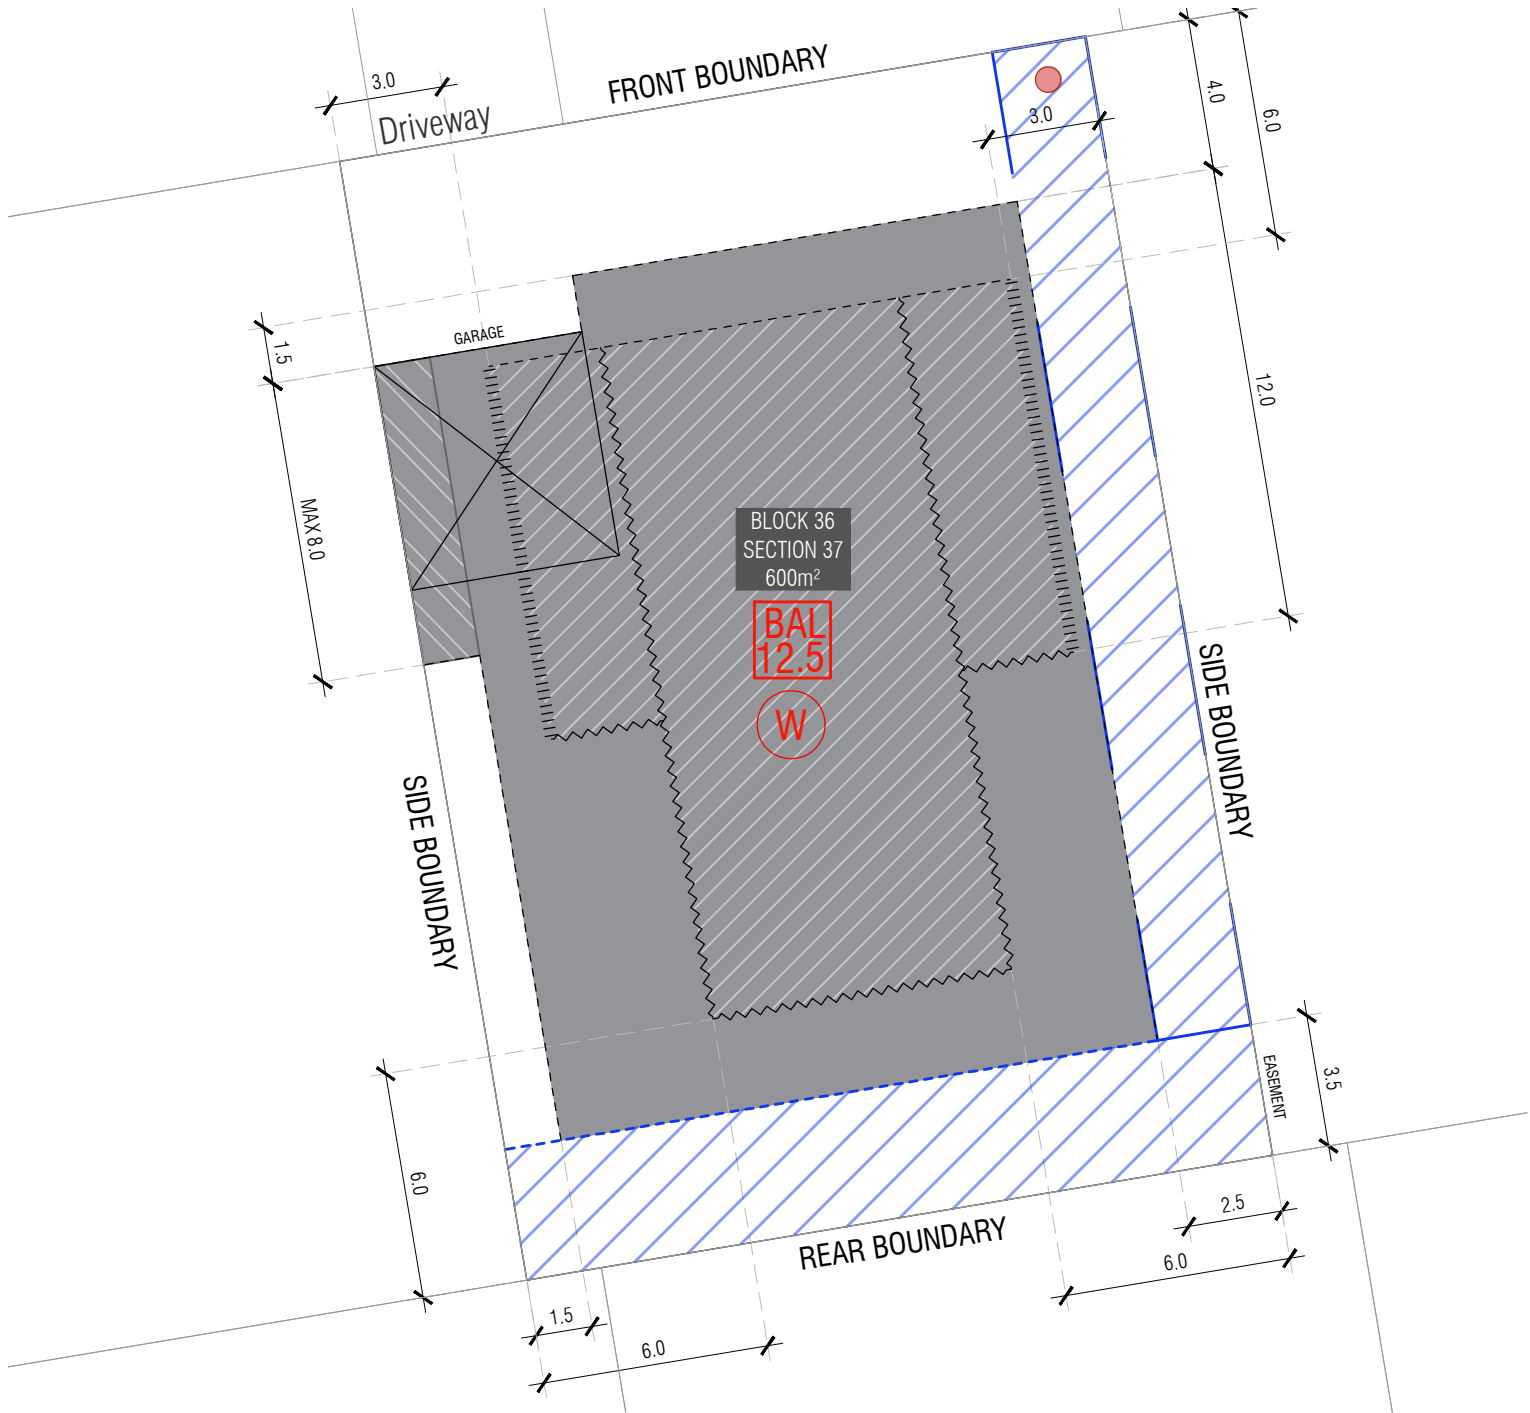 FRONT BOUNDARY
3.0
Driveway
4.0
6.0
3.0
GARAGE
1.5
12.0
MAX 8.0
BLOCK 36
SECTION 37
600m²
BAL
12.5
W
SIDE BOUNDARY
SIDE BOUNDARY
EASEMENT
3.5
6.0
2.5
REAR BOUNDARY
6.0
1.5
6.0